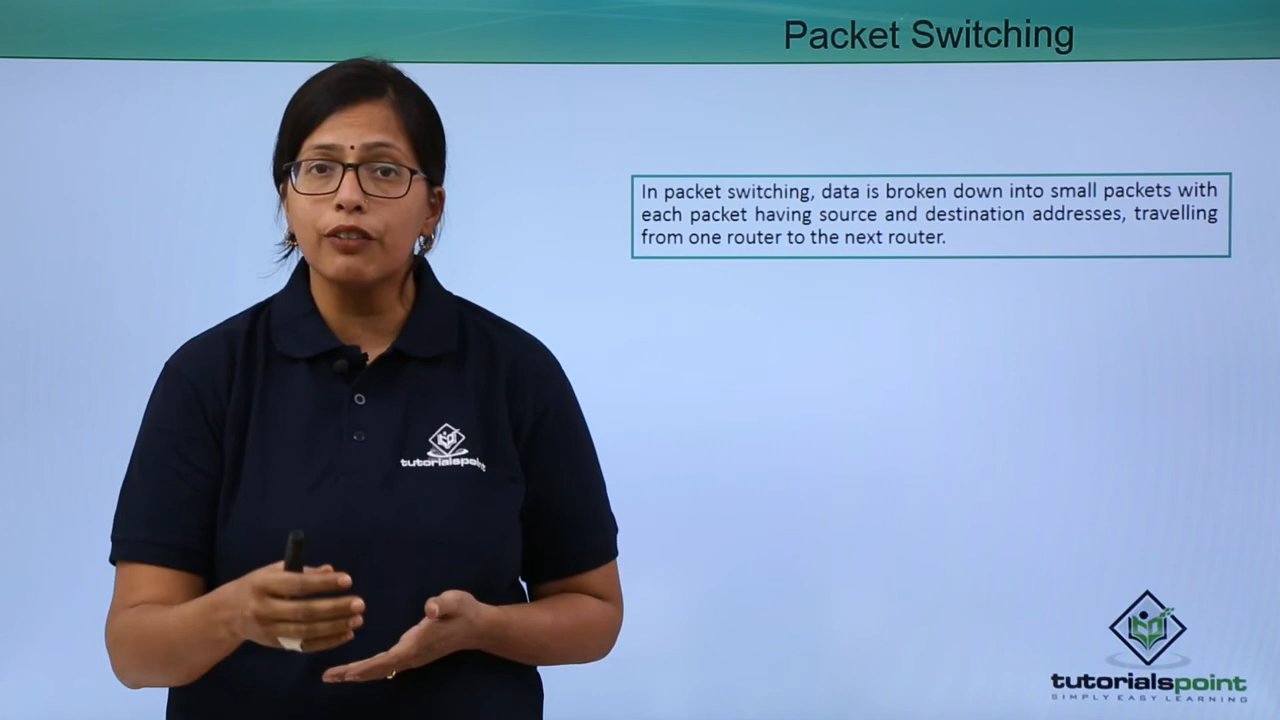 Packet Switching
In packet switching, data is broken down into small packets with
each packet having source and destination addresses, travelling
from one router to the next router.
tutorialspoint
tutorialspoint
SIMPLY EASY LEARNING